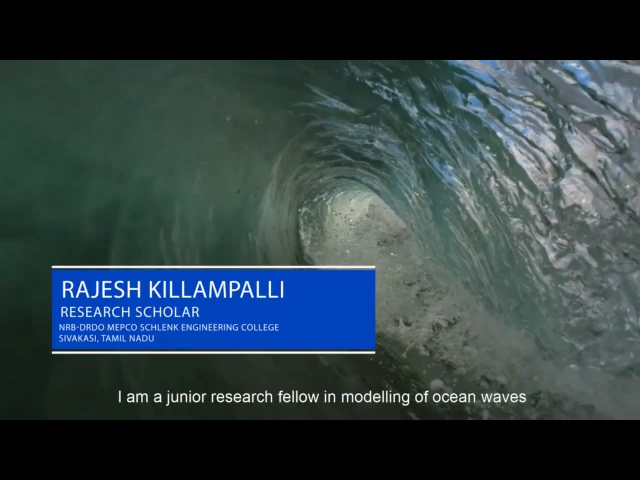 RAJESH KILLAMPALLI
RESEARCH SCHOLAR
NRB-DRDO MEPCO SCHLENK ENGINEERING COLLEGE
SIVAKASI, TAMIL NADU
I am a junior research fellow in modelling of ocean waves